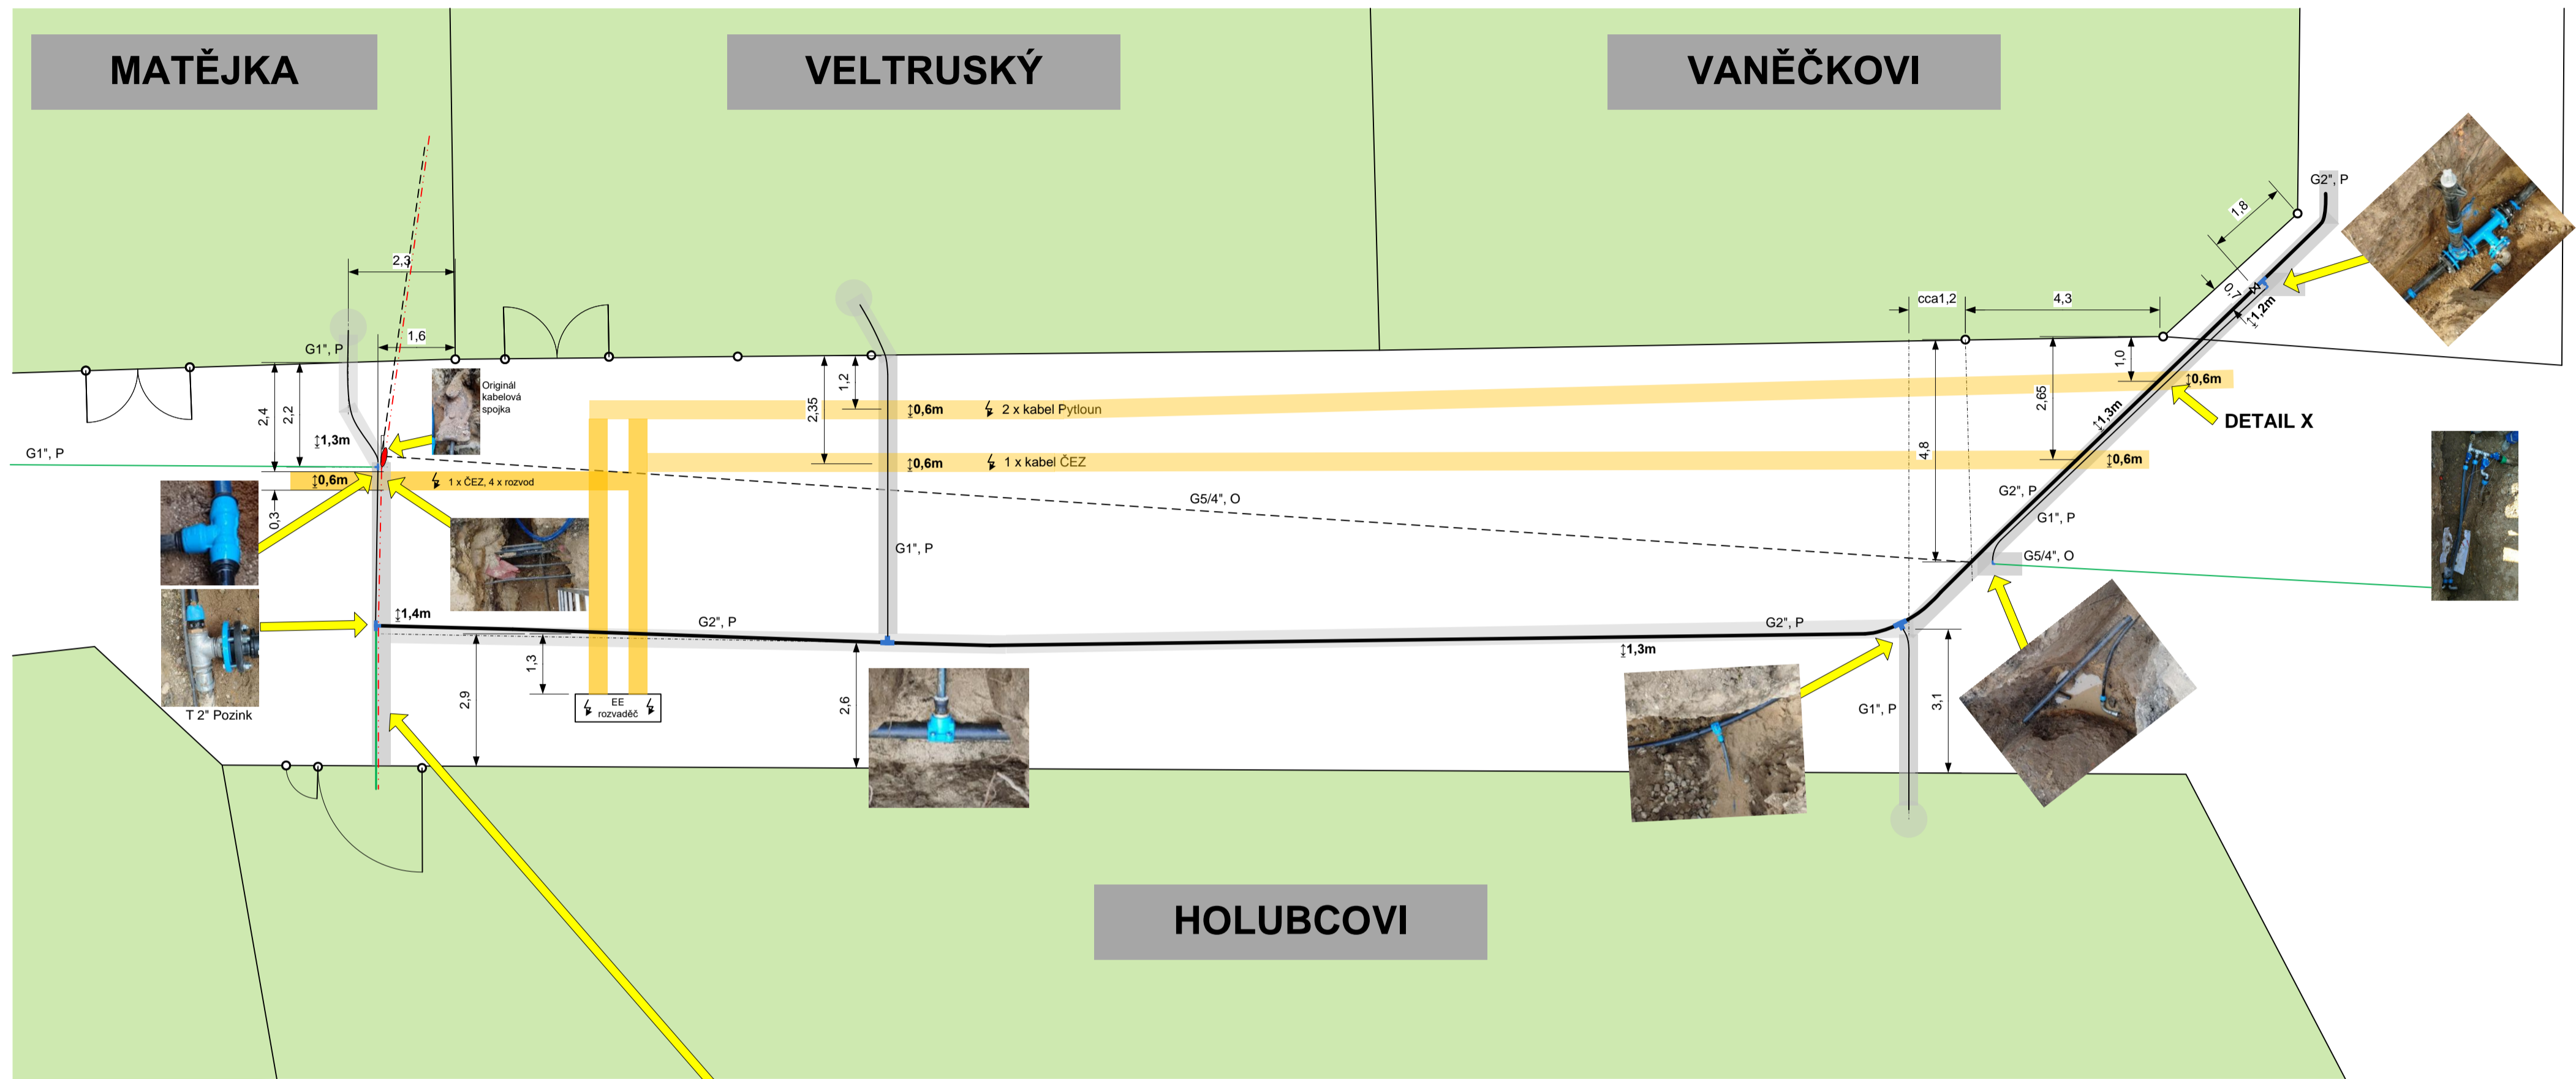 MATĚJKA
VELTRUSKÝ
VANĚČKOVI
G2", P
1,8
2,3
0,7
↕1,2m
cca1,2
4,3
1,6
G1", P
1,0
2,4
2,2
Originál
kabelová
spojka
2,35
1,2
↕0,6m
2 x kabel Pytloun
2,65
↕0,6m
↕1,3m
DETAIL X
↕1,3m
G1", P
4,8
↕0,6m
1 x kabel ČEZ
↕0,6m
↕0,6m
1 x ČEZ, 4 x rozvod
G5/4", O
G2", P
0,3
G1", P
G1", P
G5/4", O
↕1,4m
G2", P
G2", P
↕1,3m
1,3
2,9
2,6
EE
rozvaděč
G1", P
3,1
T 2" Pozink
HOLUBCOVI